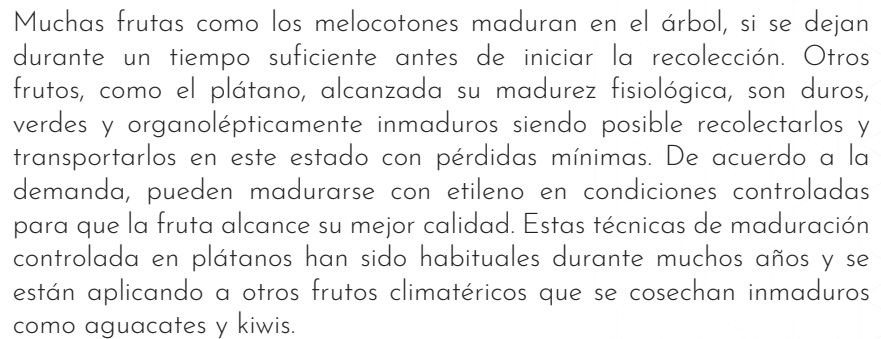 Muchas frutas como los melocotones maduran en el árbol, si se dejan
durante un tiempo suficiente antes de iniciar la recolección. Otros
frutos, como el plátano, alcanzada su madurez fisiológica, son duros,
verdes y organolépticamente inmaduros siendo posible recolectarlos y
transportarlos en este estado con pérdidas mínimas. De acuerdo a la
demanda, pueden madurarse con etileno en condiciones controladas
para que la fruta alcance su mejor calidad. Estas técnicas de maduración
controlada en plátanos han sido habituales durante muchos años y se
están aplicando a otros frutos climatéricos que se cosechan inmaduros
como aguacates y kiwis.